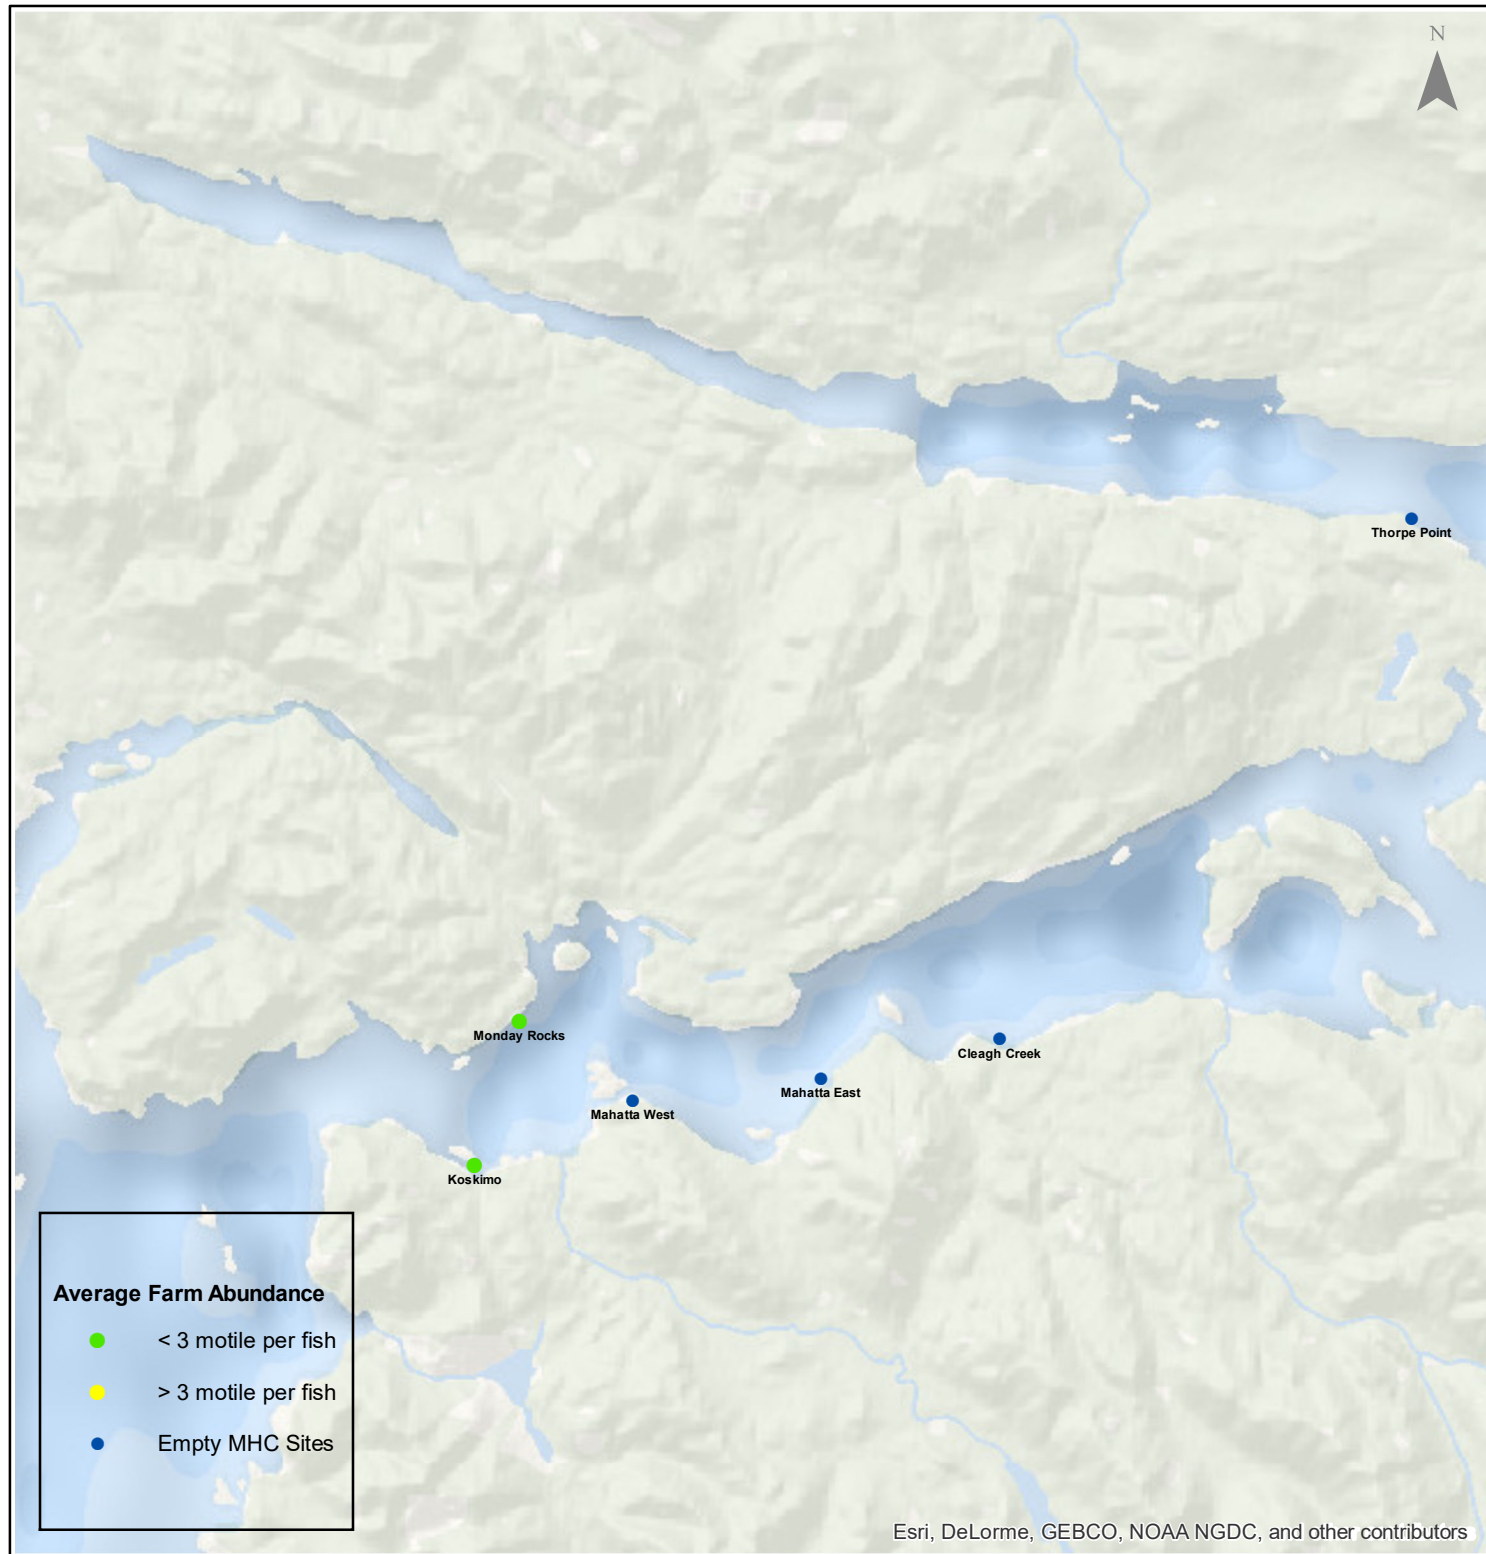 N
Thorpe Point
Monday Rocks
Cleagh Creek
Mahatta East
Mahatta West
Koskimo
Average Farm Abundance
< 3 motile per fish
> 3 motile per fish
Empty MHC Sites
Esri, DeLorme, GEBCO, NOAA NGDC, and other contributors